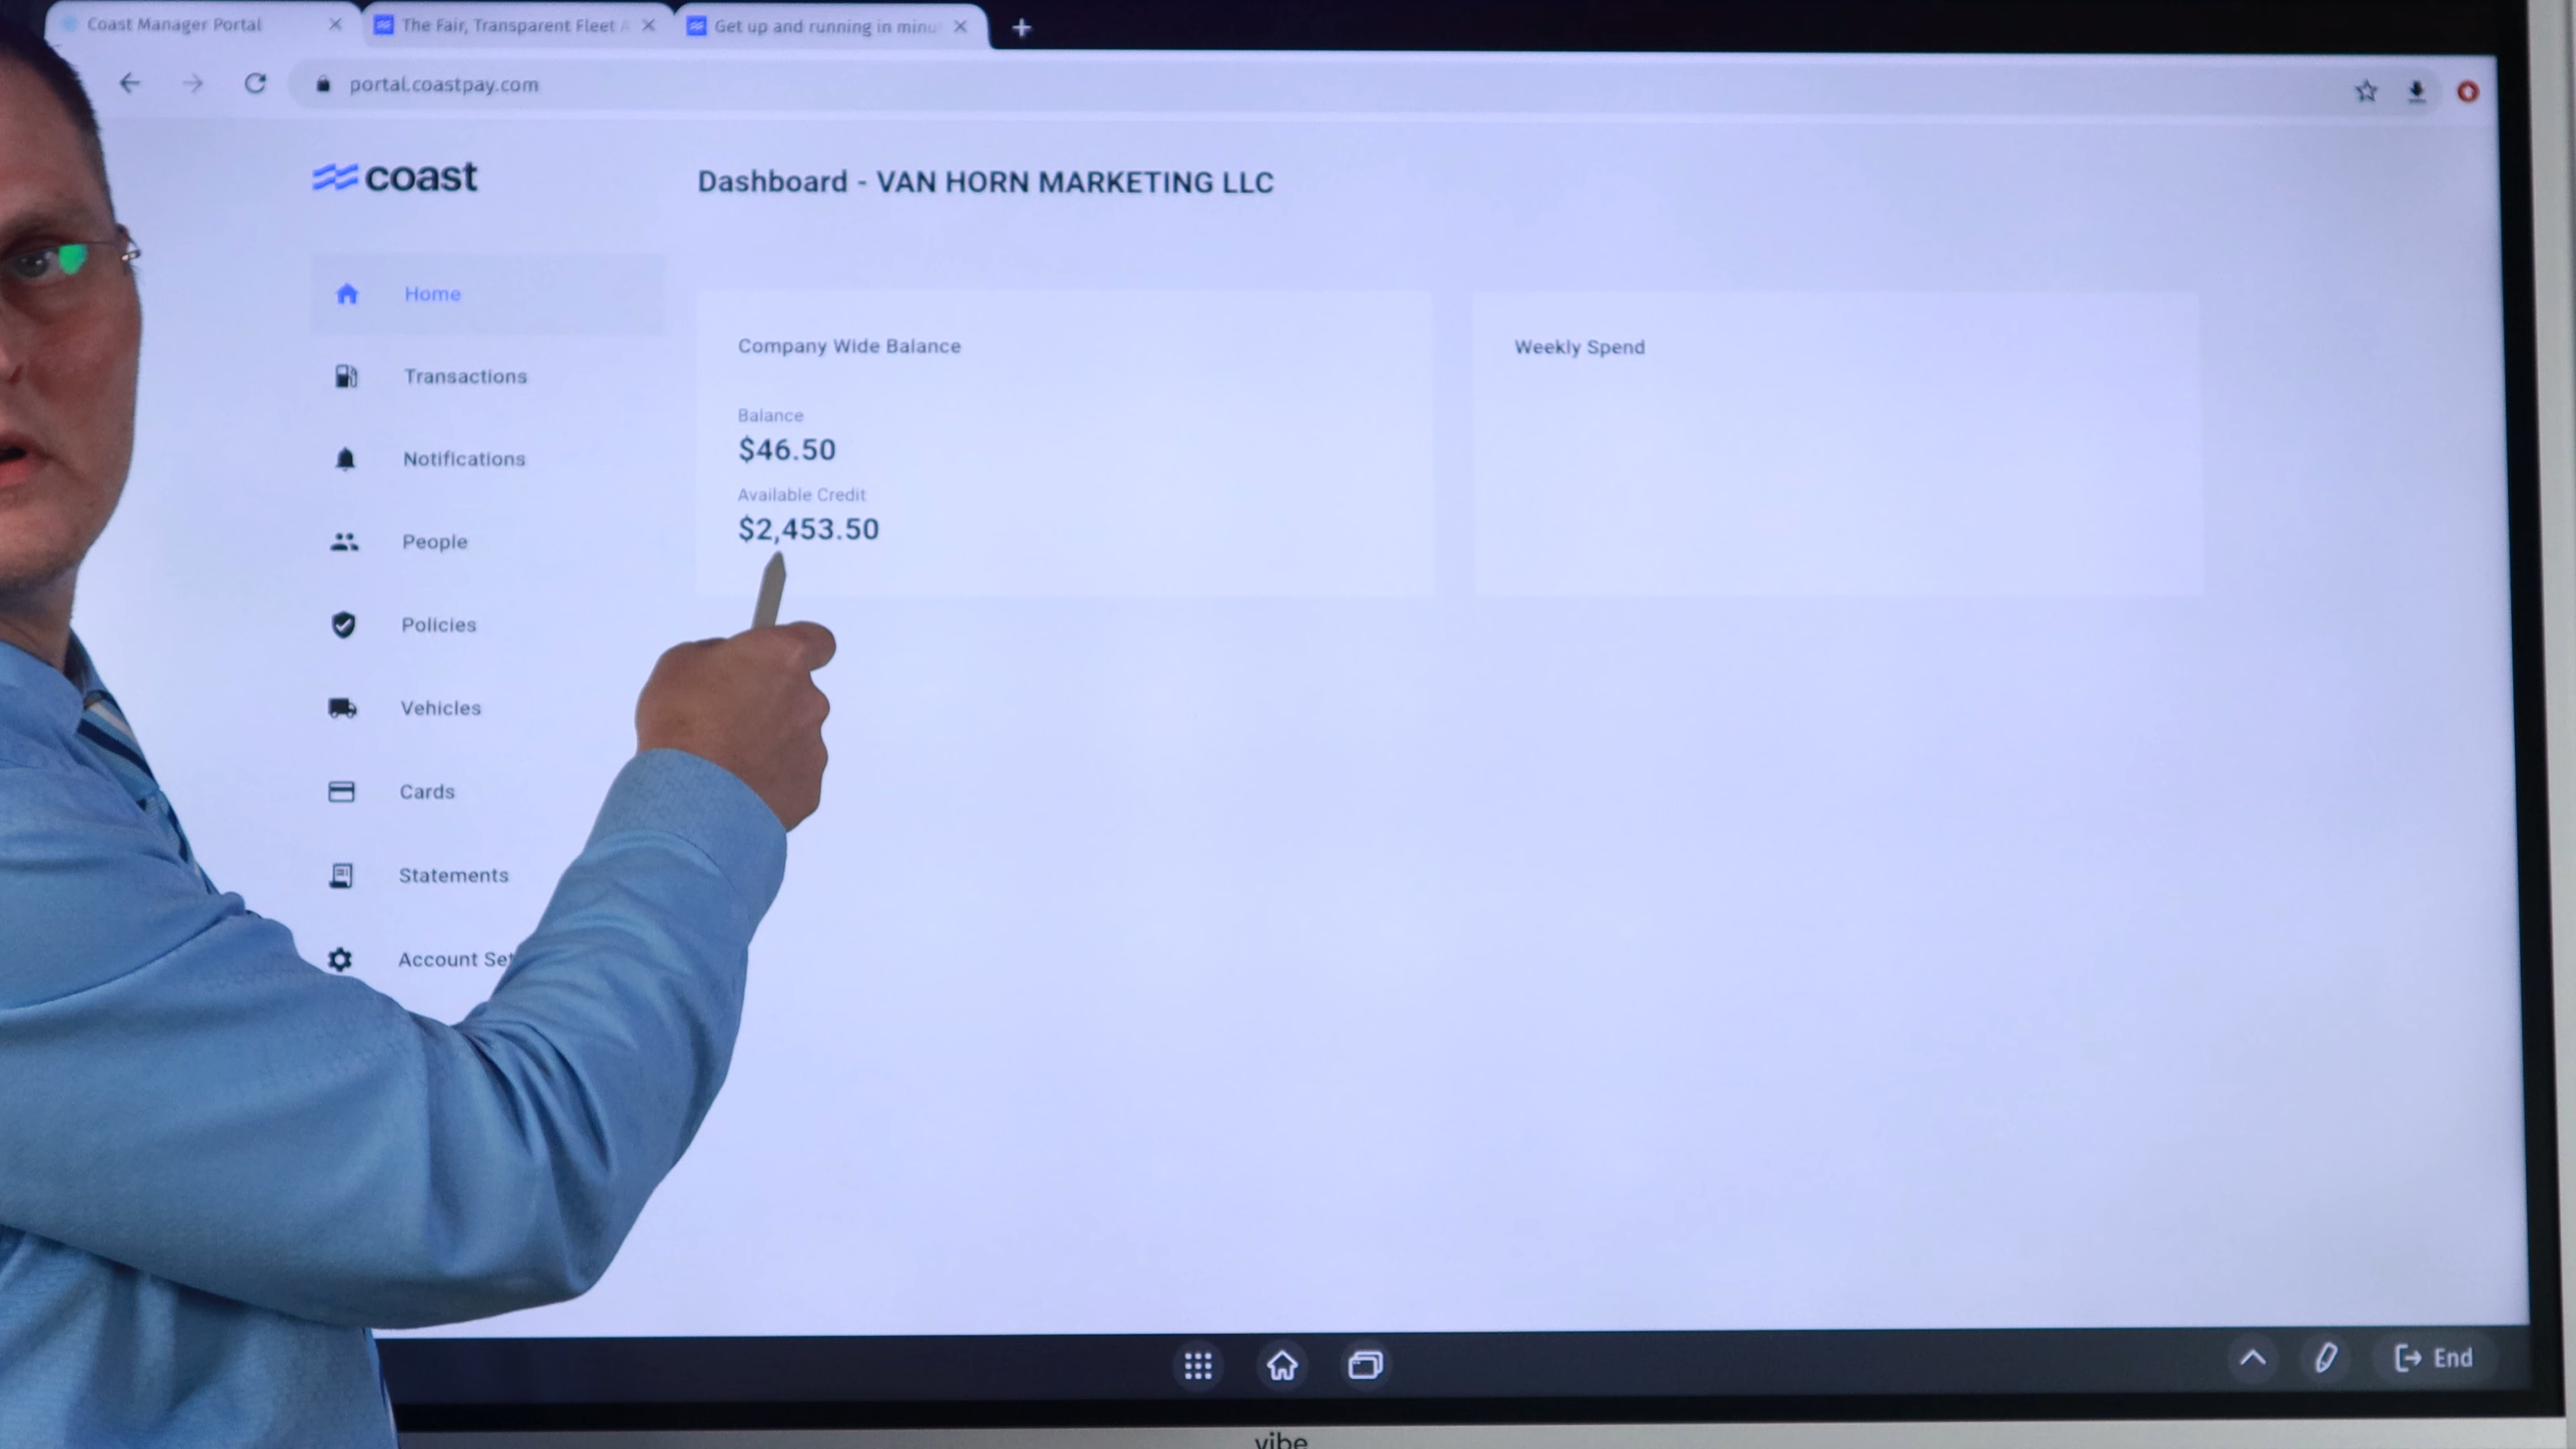 Coast Manager Portal
The Fair, Transparent Fleet
Get up and running in minu
portal.coastpay.com
coast
Dashboard - VAN HORN MARKETING LLC
Home
Transactions
Notifications
People
Policies
Vehicles
Cards
Statements
Account Set
Company Wide Balance
Balance
$46.50
Available Credit
$2,453.50
Weekly Spend
End
vibe